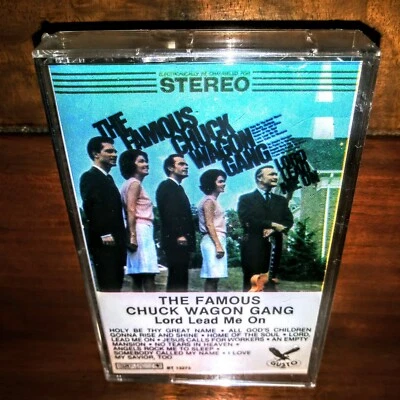 ELECTRONICALLY RE-CHANNELED FOR
STEREO
THE
FAMOUS
CHUCK
WAGON
GANG
LORD
LEAD
ME ON
THE FAMOUS
CHUCK WAGON GANG
Lord Lead Me On
HOLY BE THY GREAT NAME • ALL GOD'S CHILDREN
GONNA RISE AND SHINE • HOME OF THE SOUL • LORD,
LEAD ME ON • JESUS CALLS FOR WORKERS • AN EMPTY
MANSION • NO TEARS IN HEAVEN •
ANGELS ROCK ME TO SLEEP •
SOMEBODY CALLED MY NAME • I LOVE
MY SAVIOR, TOO
GUSTO